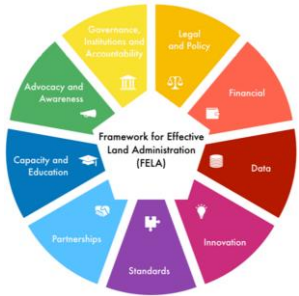 Governance,
Institutions and
Accountability
Legal
and Policy
Financial
Data
Innovation
Standards
Partnerships
Capacity and
Education
Advocacy and
Awareness
Framework for Effective
Land Administration
(FELA)